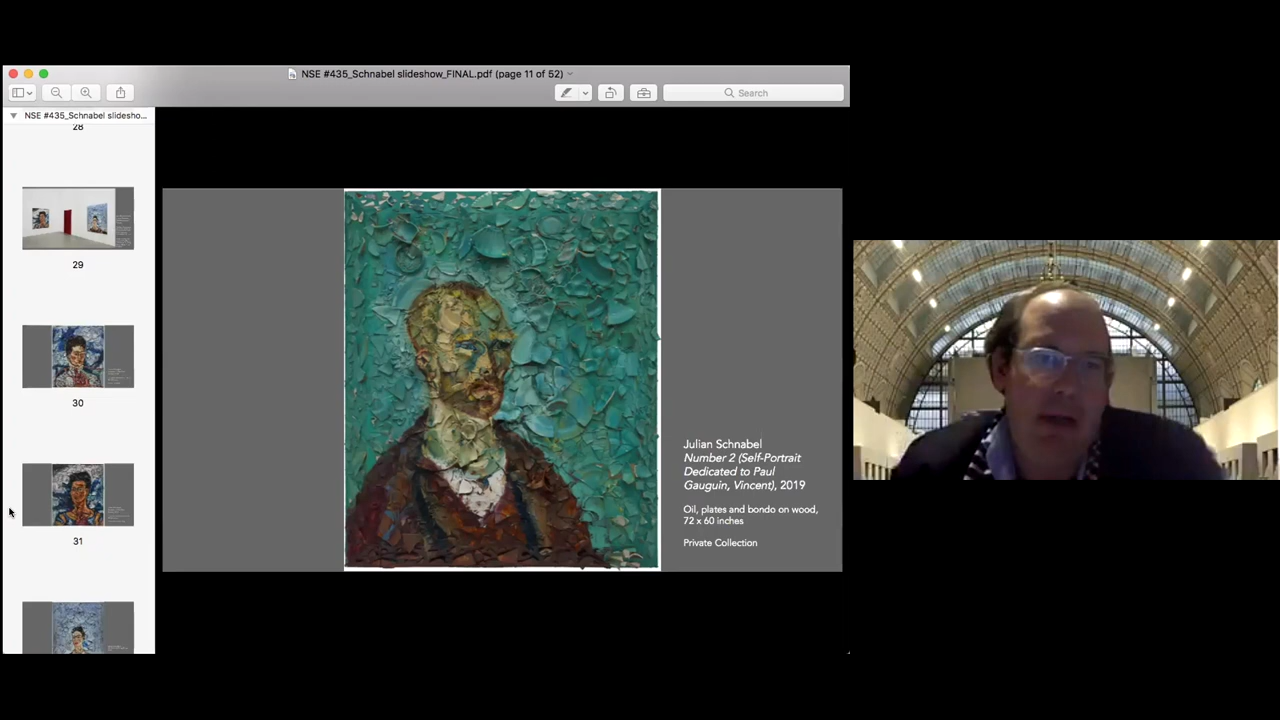 NSE #435_Schnabel slideshow_FINAL.pdf (page 11 of 52)
Search
NSE #435_Schnabel slidesho...
28
29
30
31
Julian Schnabel
Number 2 (Self-Portrait
Dedicated to Paul
Gauguin, Vincent), 2019
Oil, plates and bondo on wood,
72 x 60 inches
Private Collection